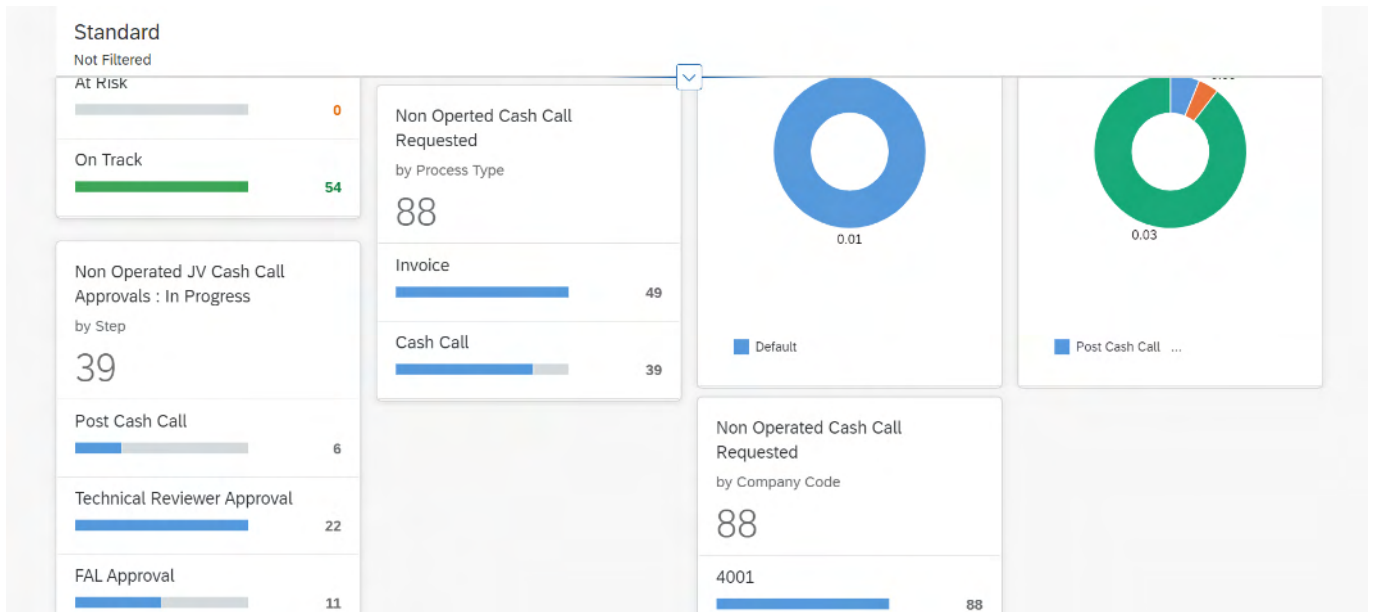 Standard
Not Filtered
At Risk
0
On Track
54
Non Operated JV Cash Call
Approvals : In Progress
by Step
39
Post Cash Call
6
Technical Reviewer Approval
22
FAL Approval
11
Non Operted Cash Call
Requested
by Process Type
88
Invoice
49
Cash Call
39
0.01
Default
Non Operated Cash Call
Requested
by Company Code
88
4001
88
0.03
Post Cash Call ...